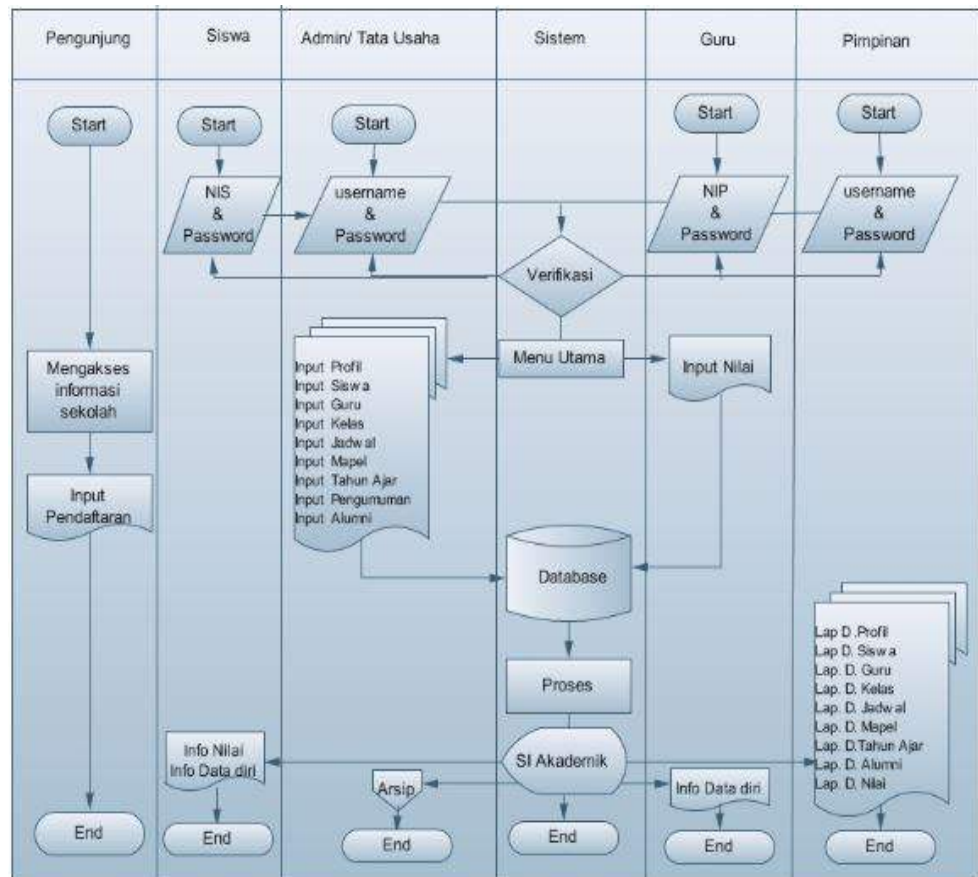 Pengunjung
Siswa
Admin/ Tata Usaha
Sistem
Guru
Pimpinan
Start
Start
Start
Start
Start
NIS
&
Password
username
&
Password
NIP
&
Password
username
&
Password
Verifikasi
Menu Utama
Input Nilai
Mengakses
informasi
sekolah
Input
Pendaftaran
Input Profil
Input Siswa
Input Guru
Input Kelas
Input Jadwal
Input Mapel
Input Tahun Ajar
Input Pengumuman
Input Alumni
Database
Proses
SI Akademik
Info Nilai
Info Data diri
Arsip
Info Data diri
Lap D .Profil
Lap D. Siswa
Lap. D. Guru
Lap. D. Kelas
Lap. D. Jadwal
Lap. D. Mapel
Lap. D.Tahun Ajar
Lap. D. Alumni
Lap. D. Nilai
End
End
End
End
End
End